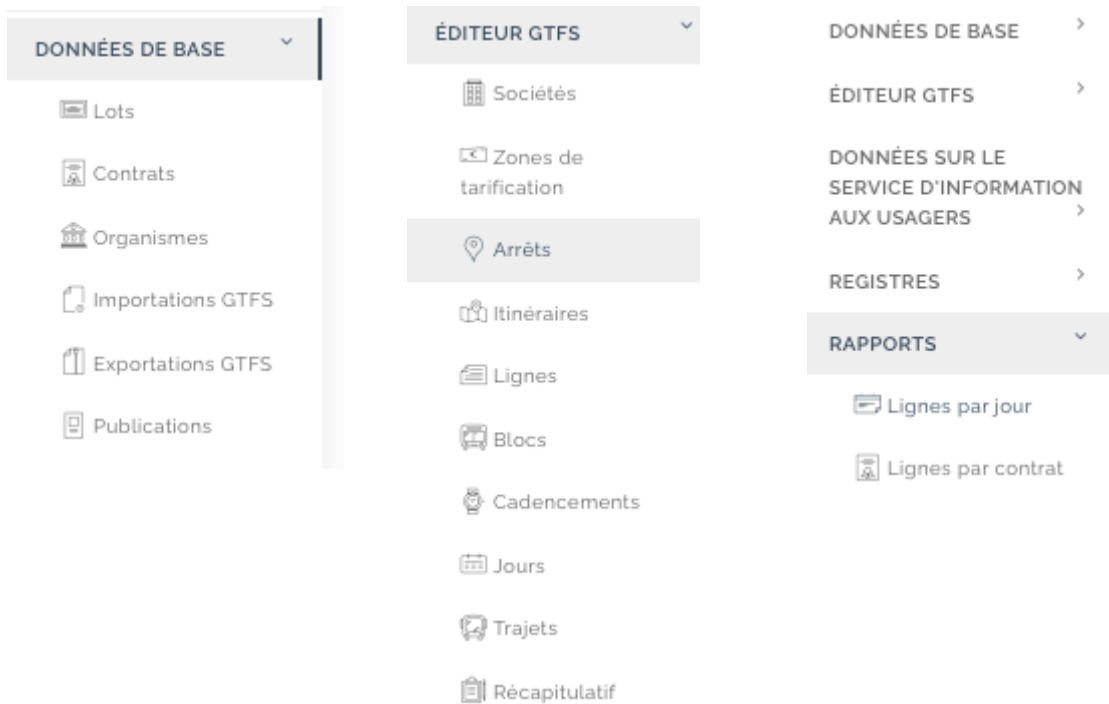 DONNÉES DE BASE
Lots
Contrats
Organismes
Importations GTFS
Exportations GTFS
Publications
ÉDITEUR GTFS
Sociétés
Zones de
tarification
Arrêts
Itinéraires
Lignes
Blocs
Cadencements
Jours
Trajets
Récapitulatif
DONNÉES DE BASE
ÉDITEUR GTFS
DONNÉES SUR LE
SERVICE D'INFORMATION
AUX USAGERS
REGISTRES
RAPPORTS
Lignes par jour
Lignes par contrat